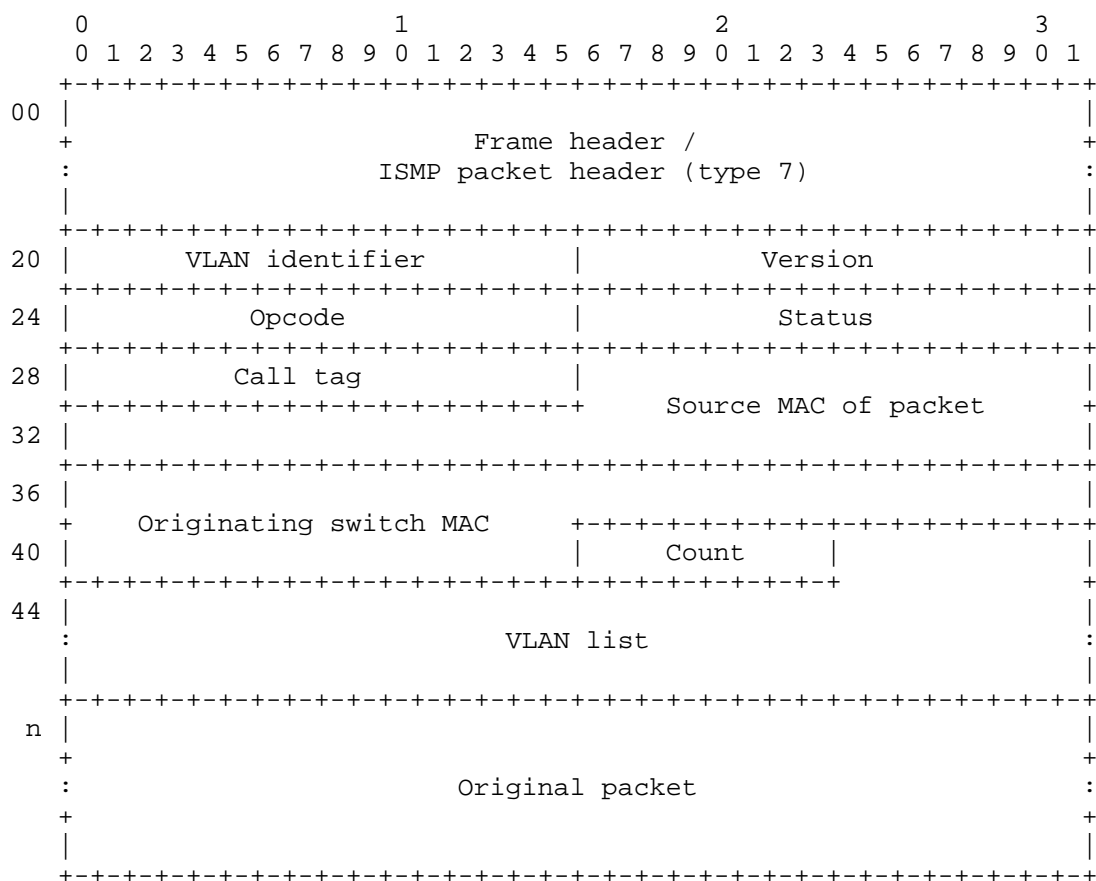 0                   1                   2                   3
    0 1 2 3 4 5 6 7 8 9 0 1 2 3 4 5 6 7 8 9 0 1 2 3 4 5 6 7 8 9 0 1
   +-+-+-+-+-+-+-+-+-+-+-+-+-+-+-+-+-+-+-+-+-+-+-+-+-+-+-+-+-+-+-+-+
00 |                                                               |
   +                         Frame header /                        +
   :                   ISMP packet header (type 7)                 :
   |                                                               |
   +-+-+-+-+-+-+-+-+-+-+-+-+-+-+-+-+-+-+-+-+-+-+-+-+-+-+-+-+-+-+-+-+
20 |       VLAN identifier         |           Version             |
   +-+-+-+-+-+-+-+-+-+-+-+-+-+-+-+-+-+-+-+-+-+-+-+-+-+-+-+-+-+-+-+-+
24 |           Opcode              |            Status             |
   +-+-+-+-+-+-+-+-+-+-+-+-+-+-+-+-+-+-+-+-+-+-+-+-+-+-+-+-+-+-+-+-+
28 |          Call tag             |                               |
   +-+-+-+-+-+-+-+-+-+-+-+-+-+-+-+-+     Source MAC of packet      +
32 |                                                               |
   +-+-+-+-+-+-+-+-+-+-+-+-+-+-+-+-+-+-+-+-+-+-+-+-+-+-+-+-+-+-+-+-+
36 |                                                               |
   +    Originating switch MAC     +-+-+-+-+-+-+-+-+-+-+-+-+-+-+-+-+
40 |                               |     Count     |               |
   +-+-+-+-+-+-+-+-+-+-+-+-+-+-+-+-+-+-+-+-+-+-+-+-+               +
44 |                                                               |
   :                           VLAN list                           :
   |                                                               |
   +-+-+-+-+-+-+-+-+-+-+-+-+-+-+-+-+-+-+-+-+-+-+-+-+-+-+-+-+-+-+-+-+
 n |                                                               |
   +                                                               +
   :                        Original packet                        :
   +                                                               +
   |                                                               |
   +-+-+-+-+-+-+-+-+-+-+-+-+-+-+-+-+-+-+-+-+-+-+-+-+-+-+-+-+-+-+-+-+